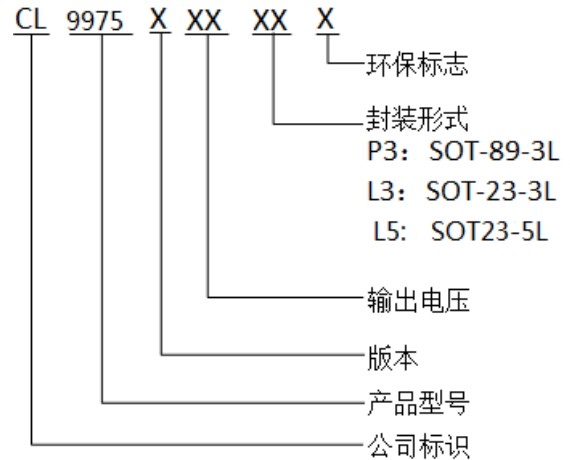 CL 9975 X XX XX X
环保标志
封装形式
P3： SOT-89-3L
L3： SOT-23-3L
L5: SOT23-5L
输出电压
版本
产品型号
公司标识